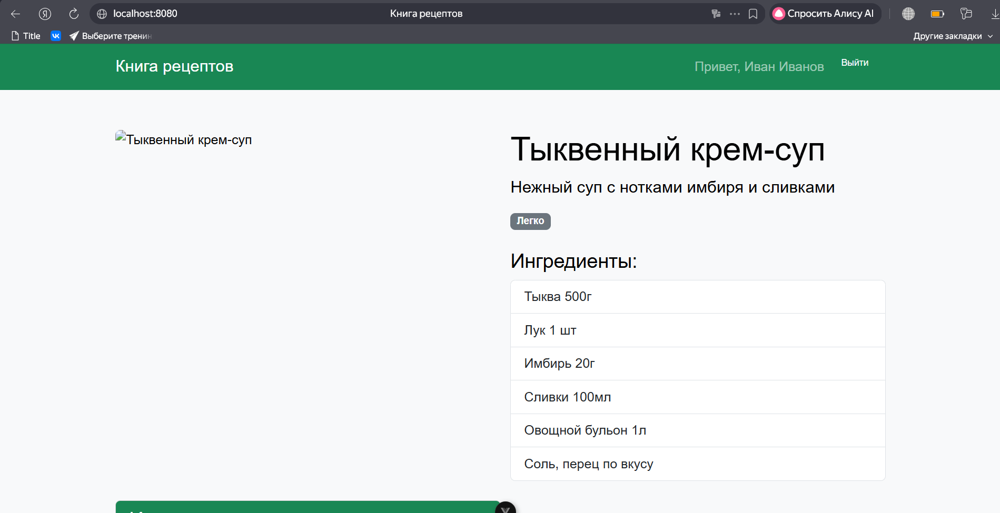 localhost:8080 Книга рецептов Спросить Алису AI
Title Выберите тренин Другие закладки
Книга рецептов Привет, Иван Иванов Выйти
Тыквенный крем-суп
Тыквенный крем-суп
Нежный суп с нотками имбиря и сливками
Легко
Ингредиенты:
Тыква 500г
Лук 1 шт
Имбирь 20г
Сливки 100мл
Овощной бульон 1л
Соль, перец по вкусу